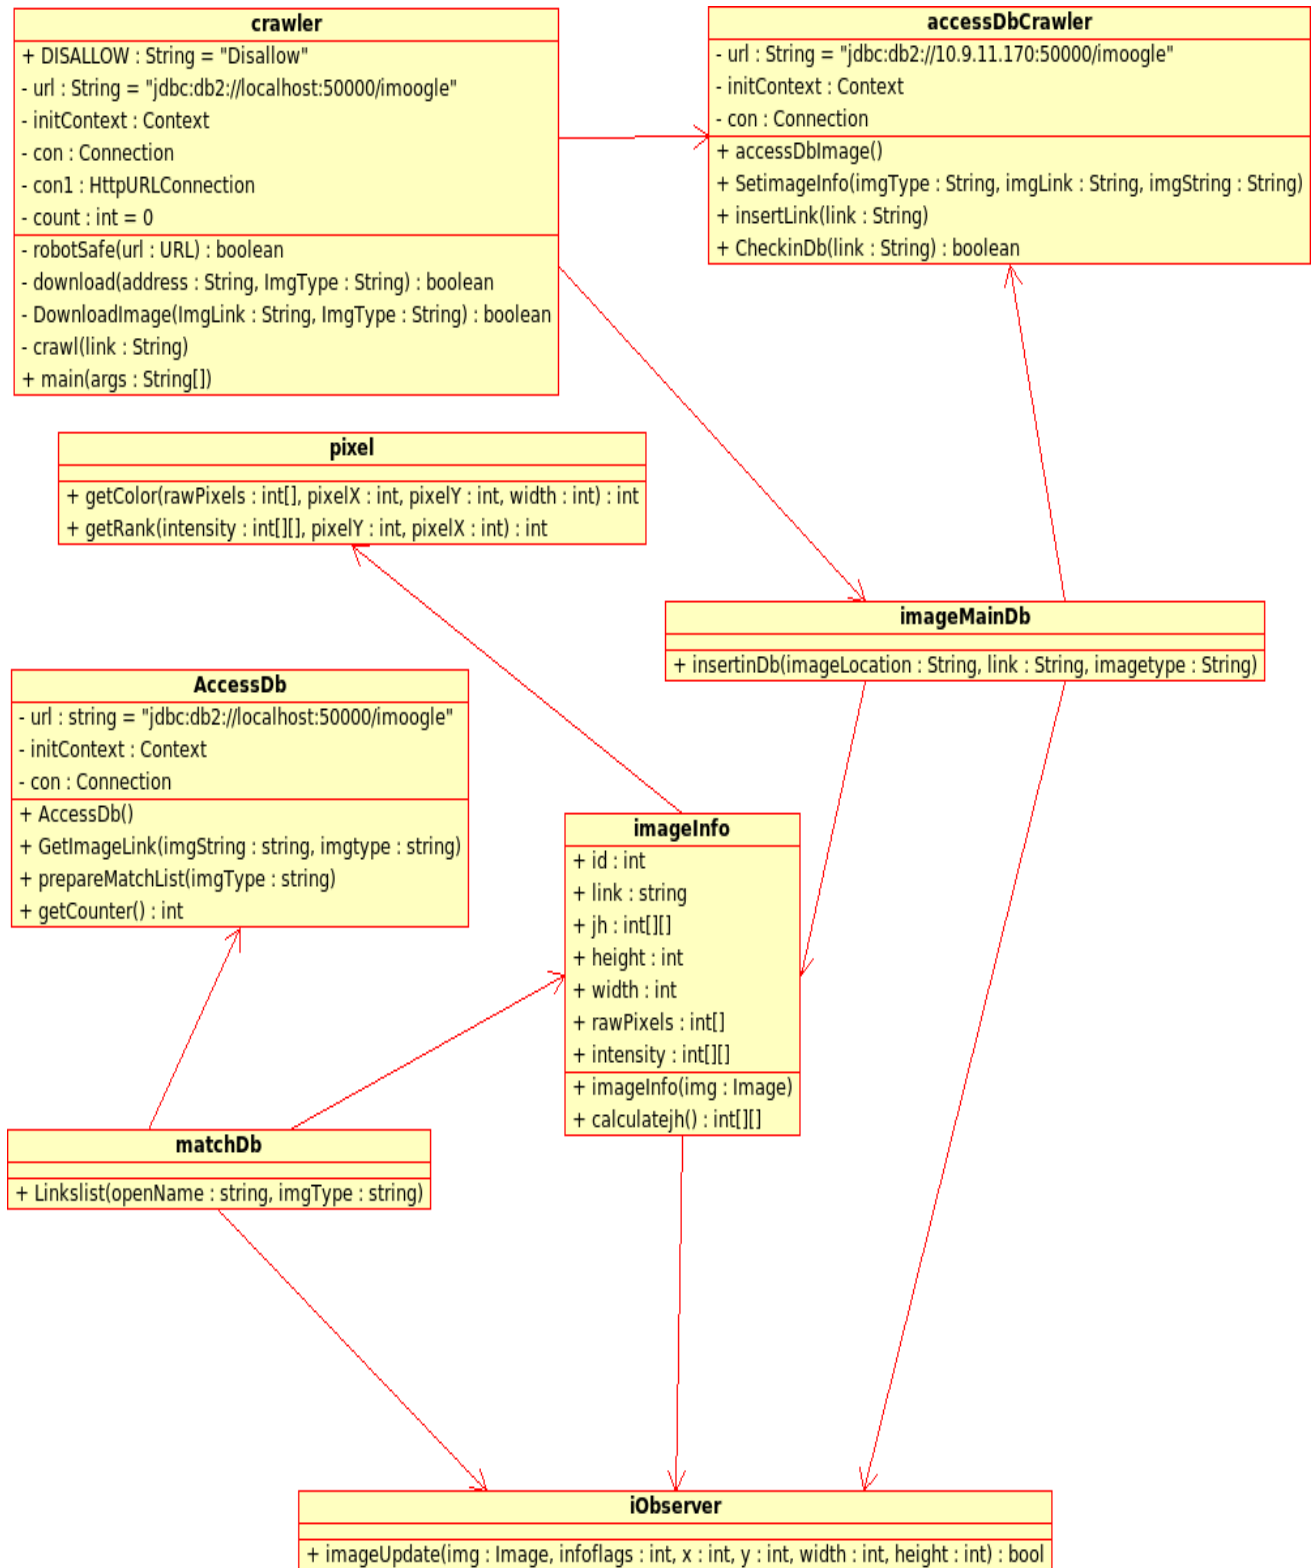 crawler
+ DISALLOW : String = "Disallow"
- url : String = "jdbc:db2://localhost:50000/imoogle"
- initContext : Context
- con : Connection
- con1 : HttpURLConnection
- count : int = 0
- robotSafe(url : URL) : boolean
- download(address : String, ImgType : String) : boolean
- DownloadImage(ImgLink : String, ImgType : String) : boolean
- crawl(link : String)
+ main(args : String[])
accessDbCrawler
- url : String = "jdbc:db2://10.9.11.170:50000/imoogle"
- initContext : Context
- con : Connection
+ accessDbImage()
+ SetimageInfo(imgType : String, imgLink : String, imgString : String)
+ insertLink(link : String)
+ CheckinDb(link : String) : boolean
pixel
+ getColor(rawPixels : int[], pixelX : int, pixelY : int, width : int) : int
+ getRank(intensity : int[][], pixelY : int, pixelX : int) : int
imageMainDb
+ insertinDb(imageLocation : String, link : String, imagetype : String)
AccessDb
- url : string = "jdbc:db2://localhost:50000/imoogle"
- initContext : Context
- con : Connection
+ AccessDb()
+ GetImageLink(imgString : string, imgtype : string)
+ prepareMatchList(imgType : string)
+ getCounter() : int
imageInfo
+ id : int
+ link : string
+ jh : int[][]
+ height : int
+ width : int
+ rawPixels : int[]
+ intensity : int[][]
+ imageInfo(img : Image)
+ calculatejh() : int[][]
matchDb
+ Linkslist(openName : string, imgType : string)
iObserver
+ imageUpdate(img : Image, infoflags : int, x : int, y : int, width : int, height : int) : bool